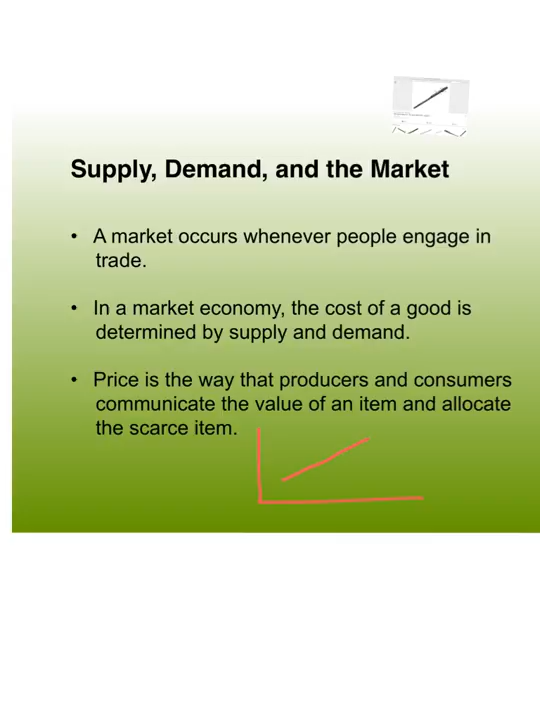 Supply, Demand, and the Market
• A market occurs whenever people engage in
trade.
• In a market economy, the cost of a good is
determined by supply and demand.
• Price is the way that producers and consumers
communicate the value of an item and allocate
the scarce item.